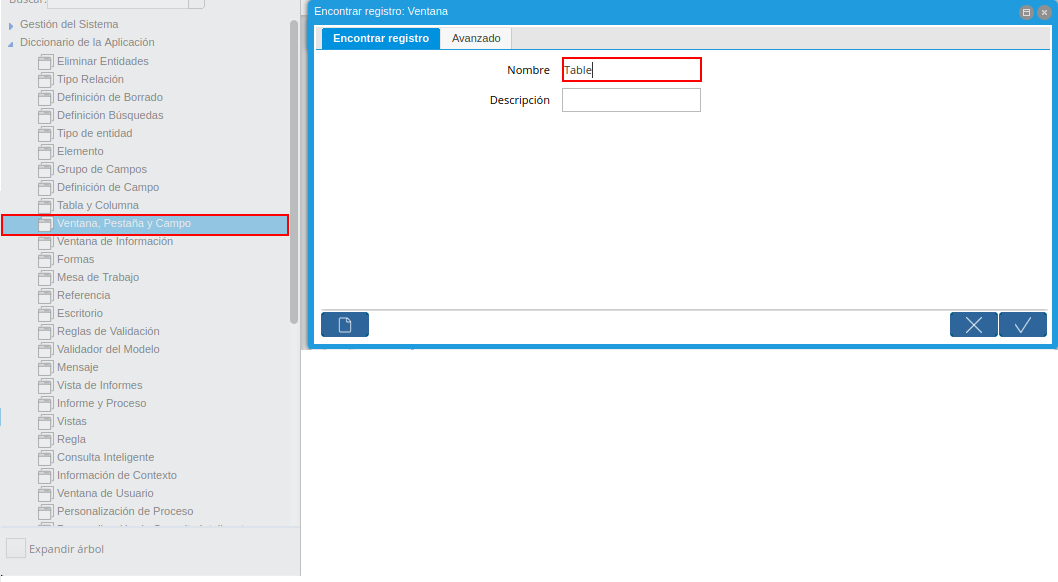 Buscar:
Gestión del Sistema
Diccionario de la Aplicación
Eliminar Entidades
Tipo Relación
Definición de Borrado
Definición Búsquedas
Tipo de entidad
Elemento
Grupo de Campos
Definición de Campo
Tabla y Columna
Ventana, Pestaña y Campo
Ventana de Información
Formas
Mesa de Trabajo
Referencia
Escritorio
Reglas de Validación
Validador del Modelo
Mensaje
Vista de Informes
Informe y Proceso
Vistas
Regla
Consulta Inteligente
Información de Contexto
Ventana de Usuario
Personalización de Proceso
Expandir árbol
Encontrar registro: Ventana
Encontrar registro Avanzado
Nombre Table
Descripción